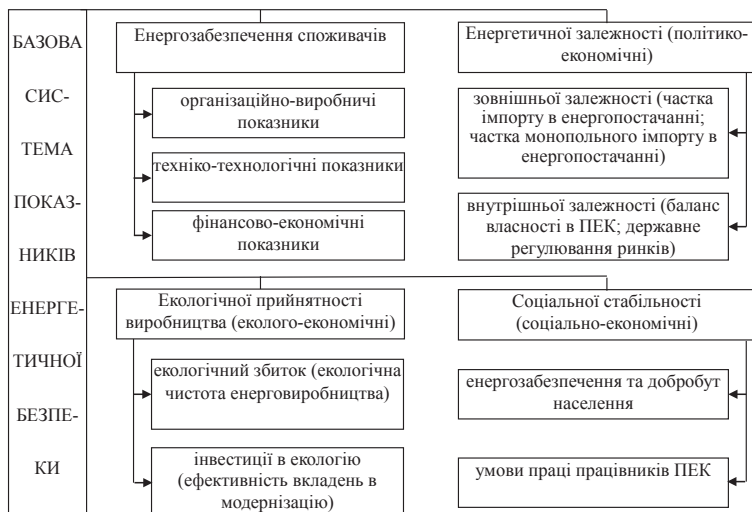 БАЗОВА
СИС-
ТЕМА
ПОКАЗ-
НИКІВ
ЕНЕРГЕ-
ТИЧНОЇ
БЕЗПЕ-
КИ
Енергозабезпечення споживачів
організаційно-виробничі
показники
техніко-технологічні показники
фінансово-економічні
показники
Енергетичної залежності (політико-
економічні)
зовнішньої залежності (частка
імпорту в енергопостачанні;
частка монопольного імпорту в
енергопостачанні)
внутрішньої залежності (баланс
власності в ПЕК; державне
регулювання ринків)
Екологічної прийнятності
виробництва (еколого-економічні)
екологічний збиток (екологічна
чистота енерговиробництва)
інвестиції в екологію
(ефективність вкладень в
модернізацію)
Соціальної стабільності
(соціально-економічні)
енергозабезпечення та добробут
населення
умови праці працівників ПЕК